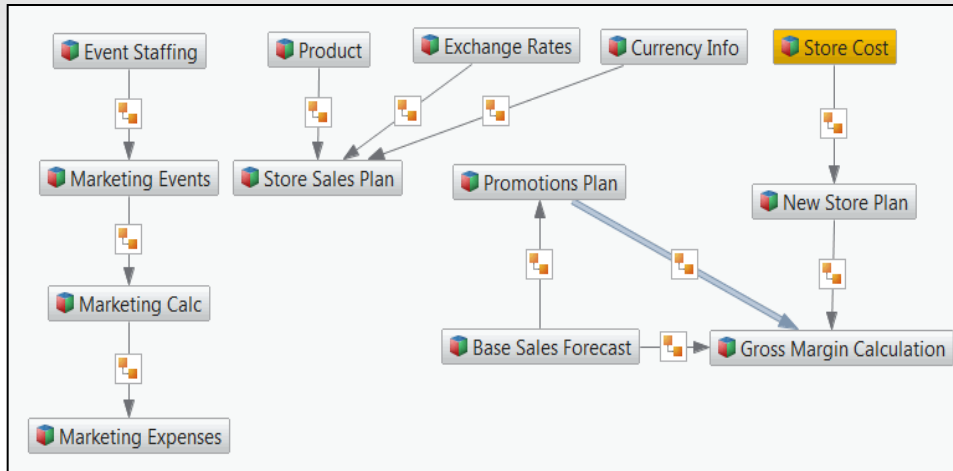 Event Staffing
Product
Exchange Rates
Currency Info
Store Cost
Marketing Events
Store Sales Plan
Promotions Plan
New Store Plan
Marketing Calc
Base Sales Forecast
Gross Margin Calculation
Marketing Expenses